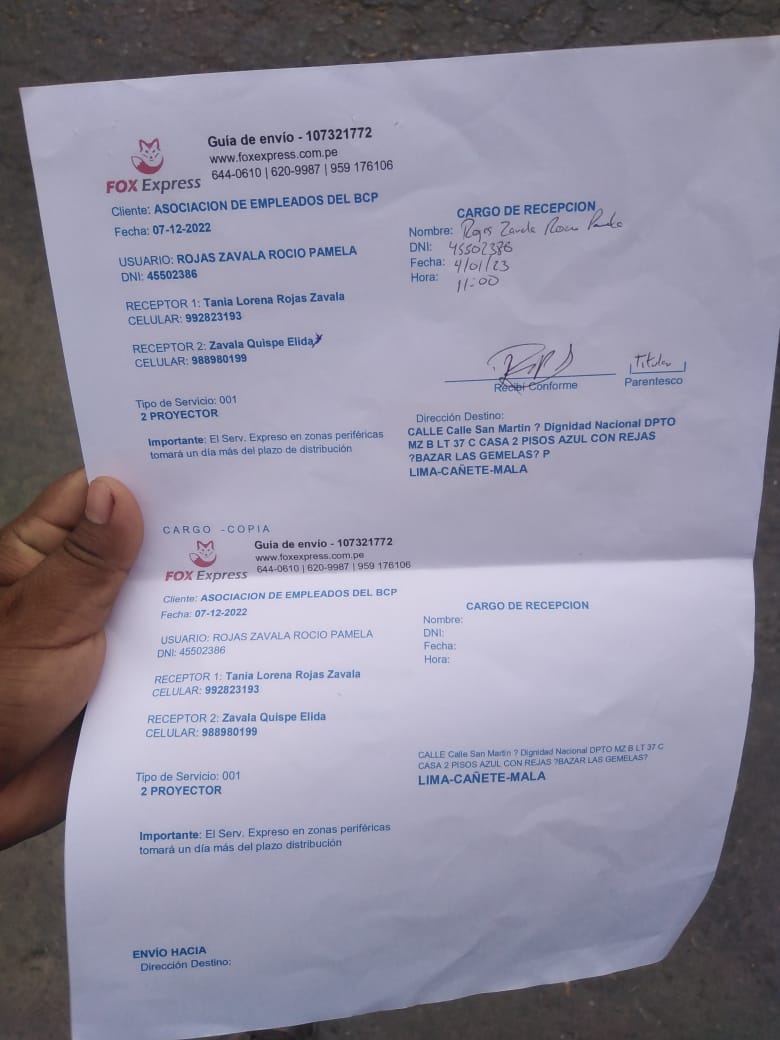 FOX Express
Guía de envío - 107321772
www.foxexpress.com.pe
644-0610 | 620-9987 | 959 176106
Cliente: ASOCIACION DE EMPLEADOS DEL BCP
Fecha: 07-12-2022
USUARIO: ROJAS ZAVALA ROCIO PAMELA
DNI: 45502386
RECEPTOR 1: Tania Lorena Rojas Zavala
CELULAR: 992823193
RECEPTOR 2: Zavala Quispe Elida
CELULAR: 988980199
Tipo de Servicio: 001
2 PROYECTOR
Importante: El Serv. Expreso en zonas periféricas
tomará un día más del plazo de distribución
CARGO DE RECEPCION
Nombre: Rojas Zavala Rocio Pamela
DNI: 45502386
Fecha: 4/01/23
Hora: 11:00
Recibí Conforme
Titular
Parentesco
Dirección Destino:
CALLE Calle San Martin ? Dignidad Nacional DPTO
MZ B LT 37 C CASA 2 PISOS AZUL CON REJAS
?BAZAR LAS GEMELAS? P
LIMA-CAÑETE-MALA
CARGO -COPIA
FOX Express
Guía de envío - 107321772
www.foxexpress.com.pe
644-0610 | 620-9987 | 959 176106
Cliente: ASOCIACION DE EMPLEADOS DEL BCP
Fecha: 07-12-2022
USUARIO: ROJAS ZAVALA ROCIO PAMELA
DNI: 45502386
RECEPTOR 1: Tania Lorena Rojas Zavala
CELULAR: 992823193
RECEPTOR 2: Zavala Quispe Elida
CELULAR: 988980199
Tipo de Servicio: 001
2 PROYECTOR
Importante: El Serv. Expreso en zonas periféricas
tomará un día más del plazo distribución
CARGO DE RECEPCION
Nombre:
DNI:
Fecha:
Hora:
CALLE Calle San Martin ? Dignidad Nacional DPTO MZ B LT 37 C
CASA 2 PISOS AZUL CON REJAS ?BAZAR LAS GEMELAS?
LIMA-CAÑETE-MALA
ENVÍO HACIA
Dirección Destino: